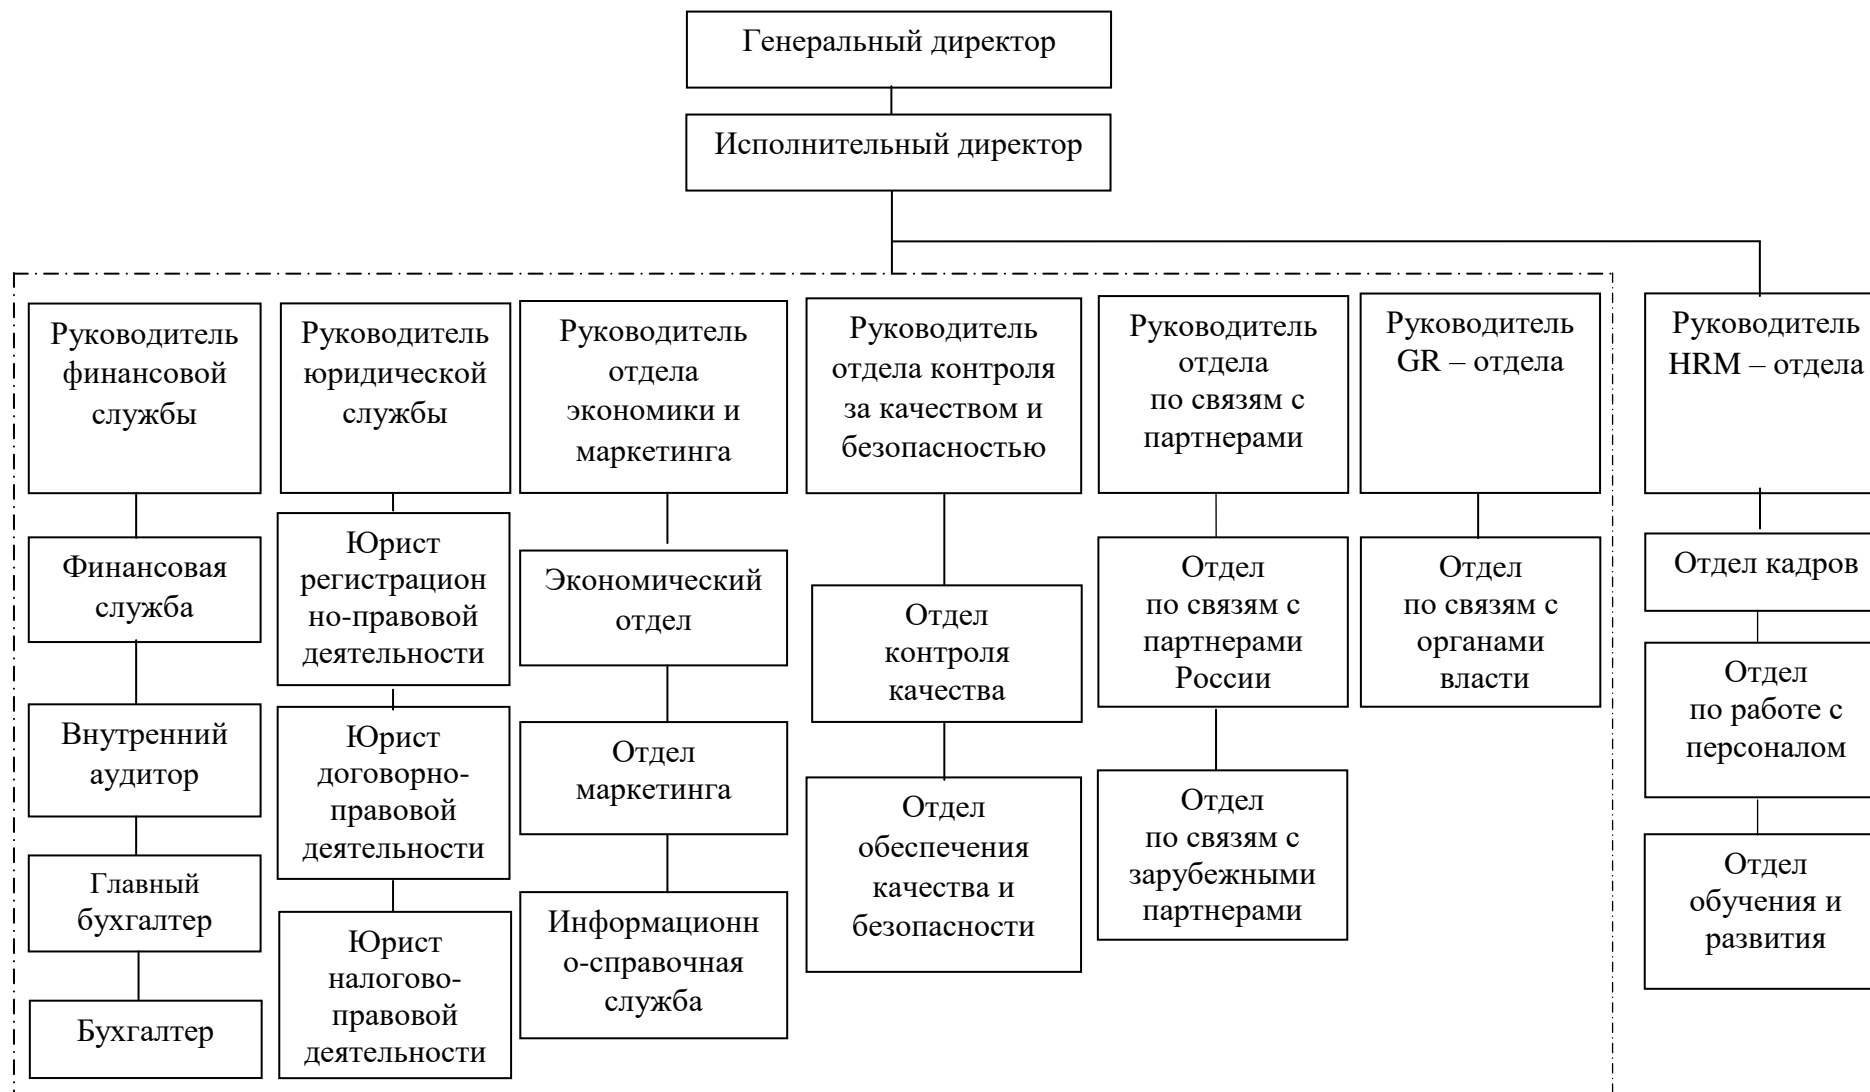 Генеральный директор
Исполнительный директор
Руководитель
финансовой
службы
Финансовая
служба
Внутренний
аудитор
Главный
бухгалтер
Бухгалтер
Руководитель
юридической
службы
Юрист
регистрацион
но-правовой
деятельности
Юрист
договорно-
правовой
деятельности
Юрист
налогово-
правовой
деятельности
Руководитель
отдела
экономики и
маркетинга
Экономический
отдел
Отдел
маркетинга
Информационн
о-справочная
служба
Руководитель
отдела контроля
за качеством и
безопасностью
Отдел
контроля
качества
Отдел
обеспечения
качества и
безопасности
Руководитель
отдела
по связям с
партнерами
Отдел
по связям с
партнерами
России
Отдел
по связям с
зарубежными
партнерами
Руководитель
GR – отдела
Отдел
по связям с
органами
власти
Руководитель
HRM – отдела
Отдел кадров
Отдел
по работе с
персоналом
Отдел
обучения и
развития